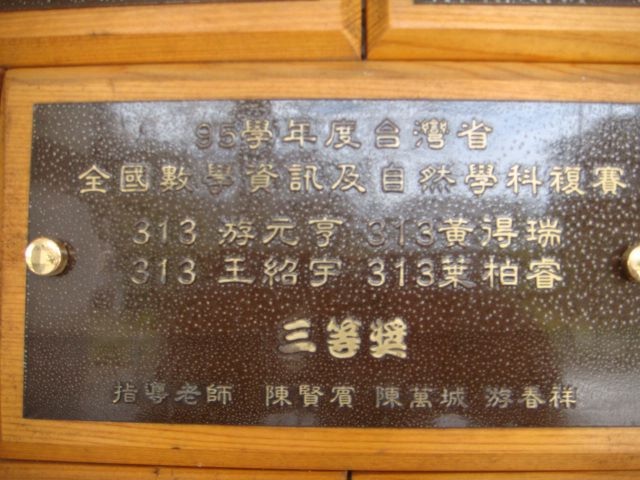 95學年度台灣省
全國數學資訊及自然學科複賽
313 游元亨 313黃得瑞
313 王紹宇 313葉柏睿
三等獎
指導老師 陳賢賓 陳萬城 游春祥